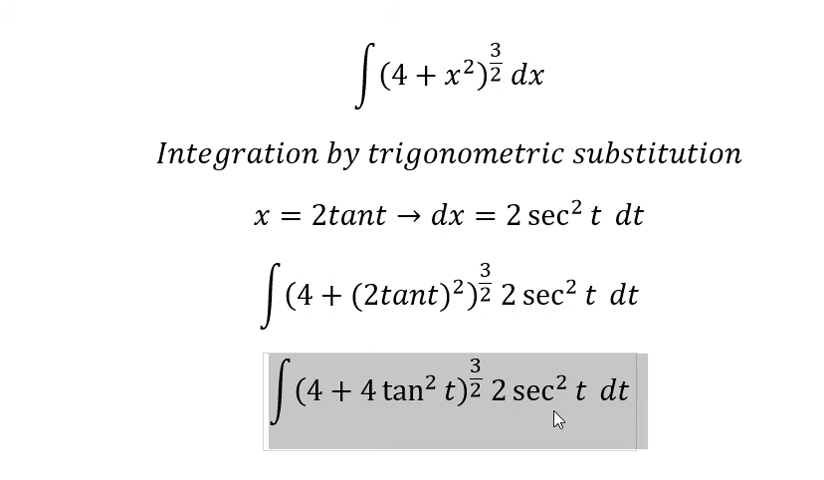 ∫(4 + x²)^(3/2) dx
Integration by trigonometric substitution
x = 2tant → dx = 2 sec² t dt
∫(4 + (2tant)²)^(3/2) 2 sec² t dt
∫(4 + 4 tan² t)^(3/2) 2 sec² t dt